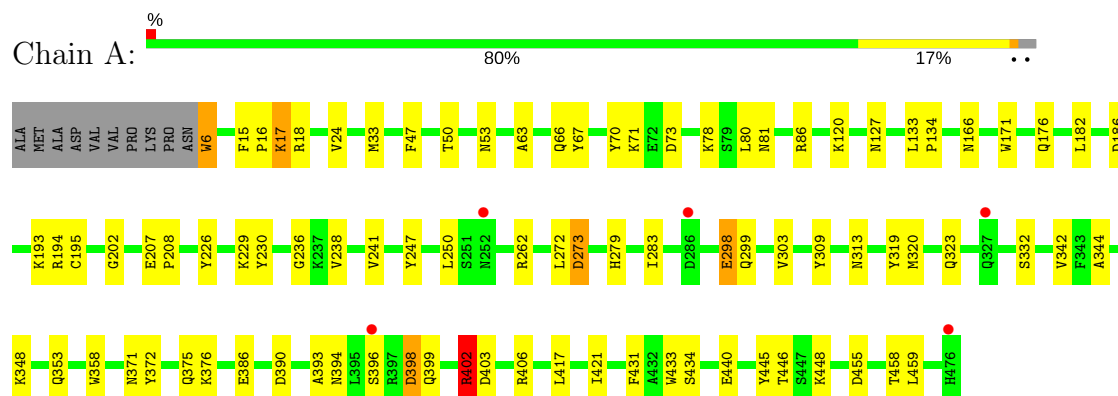 %
Chain A:
80% 17% ..
ALA MET ALA ASP VAL VAL PRO LYS PRO ASN W6 F15 P16 K17 R18 V24 M33 F47 T50 N53 A63 Q66 Y67 Y70 K71 E72 D73 K78 S79 L80 N81 R86 K120 N127 L133 P134 N166 W171 Q176 L182 D186
K193 R194 C195 G202 E207 P208 Y226 K229 Y230 G236 K237 V238 V241 Y247 L250 S251 N252 R262 L272 D273 H279 I283 D286 E298 Q299 V303 Y309 N313 Y319 M320 Q323 Q327 S332 V342 F343 A344
K348 Q353 W358 N371 Y372 Q375 K376 E386 D390 A393 N394 L395 S396 R397 D398 Q399 R402 D403 R406 L417 I421 F431 A432 W433 S434 E440 Y445 T446 S447 K448 D455 T458 L459 H476